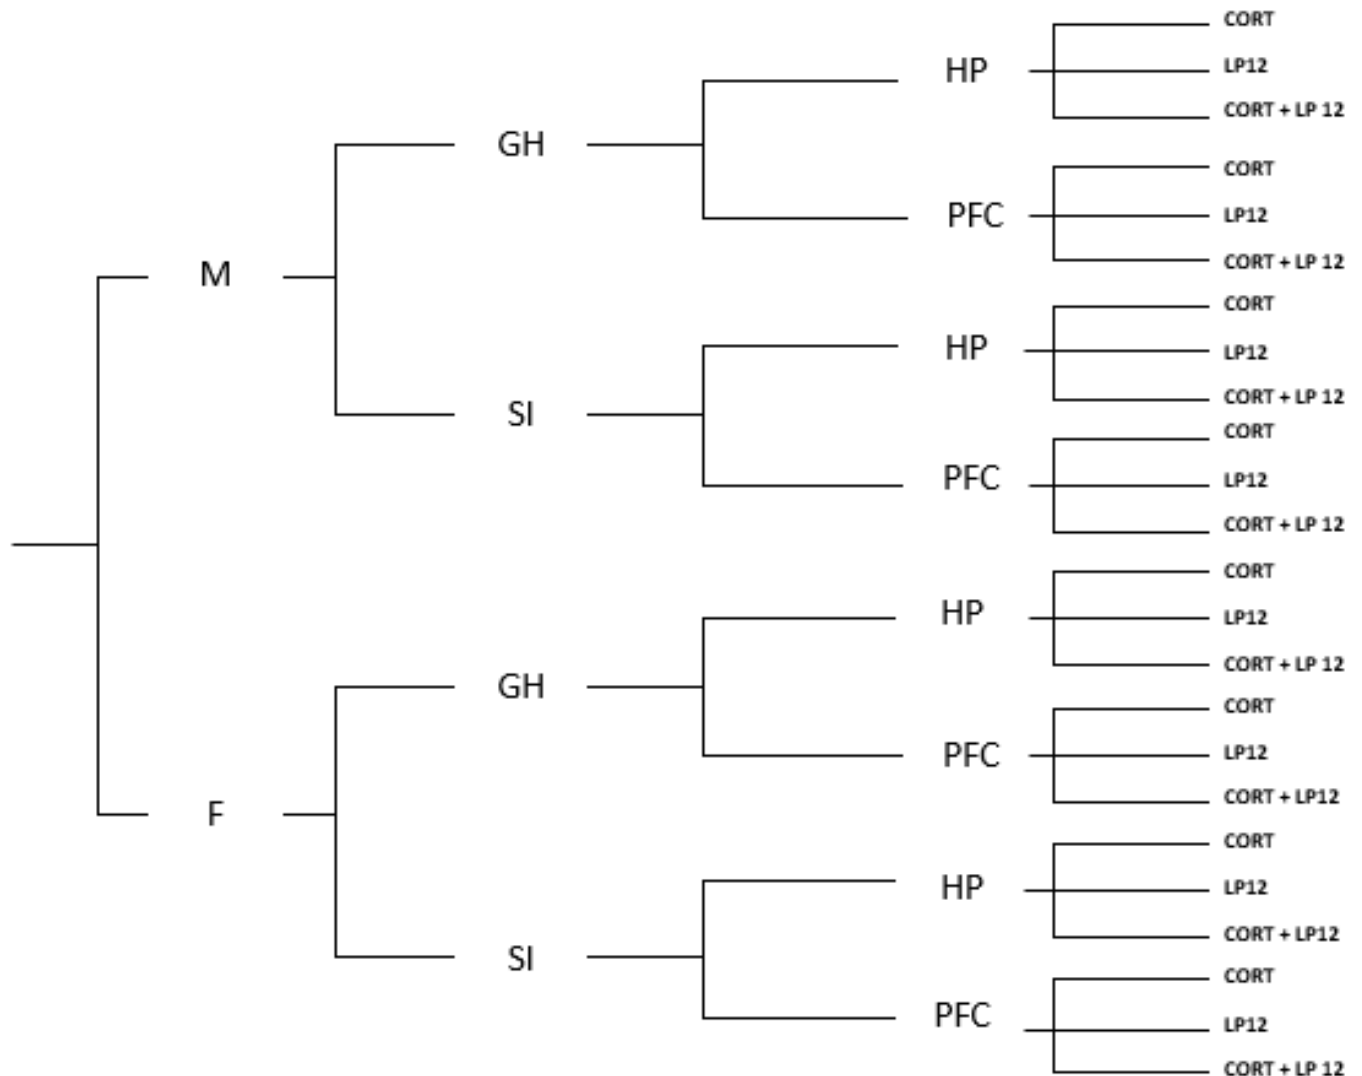 CORT
HP
LP12
CORT + LP 12
GH
CORT
PFC
LP12
CORT + LP 12
M
CORT
HP
LP12
CORT + LP 12
SI
CORT
PFC
LP12
CORT + LP 12
CORT
HP
LP12
CORT + LP 12
GH
CORT
PFC
LP12
CORT + LP12
F
CORT
HP
LP12
CORT + LP12
SI
CORT
PFC
LP12
CORT + LP 12